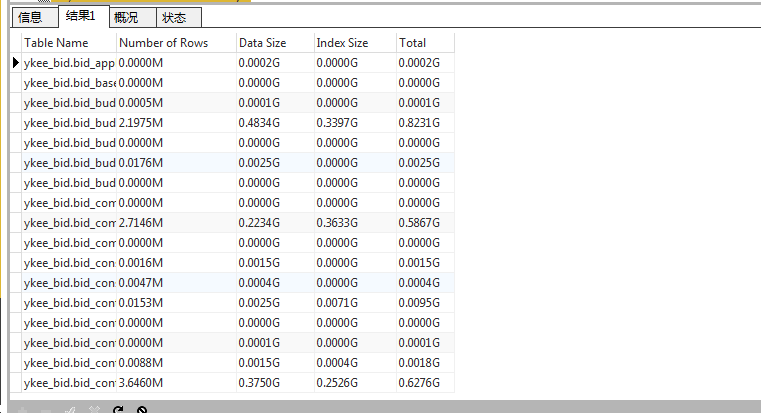 信息 结果1 概况 状态
Table Name Number of Rows Data Size Index Size Total
ykee_bid.bid_app 0.0000M 0.0002G 0.0000G 0.0002G
ykee_bid.bid_base 0.0000M 0.0000G 0.0000G 0.0000G
ykee_bid.bid_bud 0.0005M 0.0001G 0.0000G 0.0001G
ykee_bid.bid_bud 2.1975M 0.4834G 0.3397G 0.8231G
ykee_bid.bid_bud 0.0000M 0.0000G 0.0000G 0.0000G
ykee_bid.bid_bud 0.0176M 0.0025G 0.0000G 0.0025G
ykee_bid.bid_bud 0.0000M 0.0000G 0.0000G 0.0000G
ykee_bid.bid_com 0.0000M 0.0000G 0.0000G 0.0000G
ykee_bid.bid_com 2.7146M 0.2234G 0.3633G 0.5867G
ykee_bid.bid_com 0.0000M 0.0000G 0.0000G 0.0000G
ykee_bid.bid_con 0.0016M 0.0015G 0.0000G 0.0015G
ykee_bid.bid_con 0.0047M 0.0004G 0.0000G 0.0004G
ykee_bid.bid_con 0.0153M 0.0025G 0.0071G 0.0095G
ykee_bid.bid_con 0.0000M 0.0000G 0.0000G 0.0000G
ykee_bid.bid_con 0.0000M 0.0001G 0.0000G 0.0001G
ykee_bid.bid_con 0.0088M 0.0015G 0.0004G 0.0018G
ykee_bid.bid_con 3.6460M 0.3750G 0.2526G 0.6276G